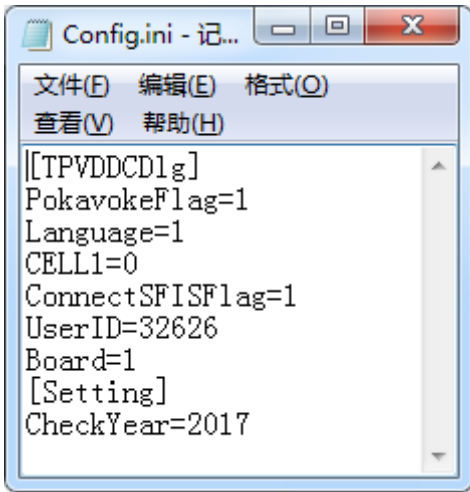 Config.ini - 记...
文件(F) 编辑(E) 格式(O)
查看(V) 帮助(H)
[TPVDDCDlg]
PokavokeFlag=1
Language=1
CELL1=0
ConnectSFISFlag=1
UserID=32626
Board=1
[Setting]
CheckYear=2017